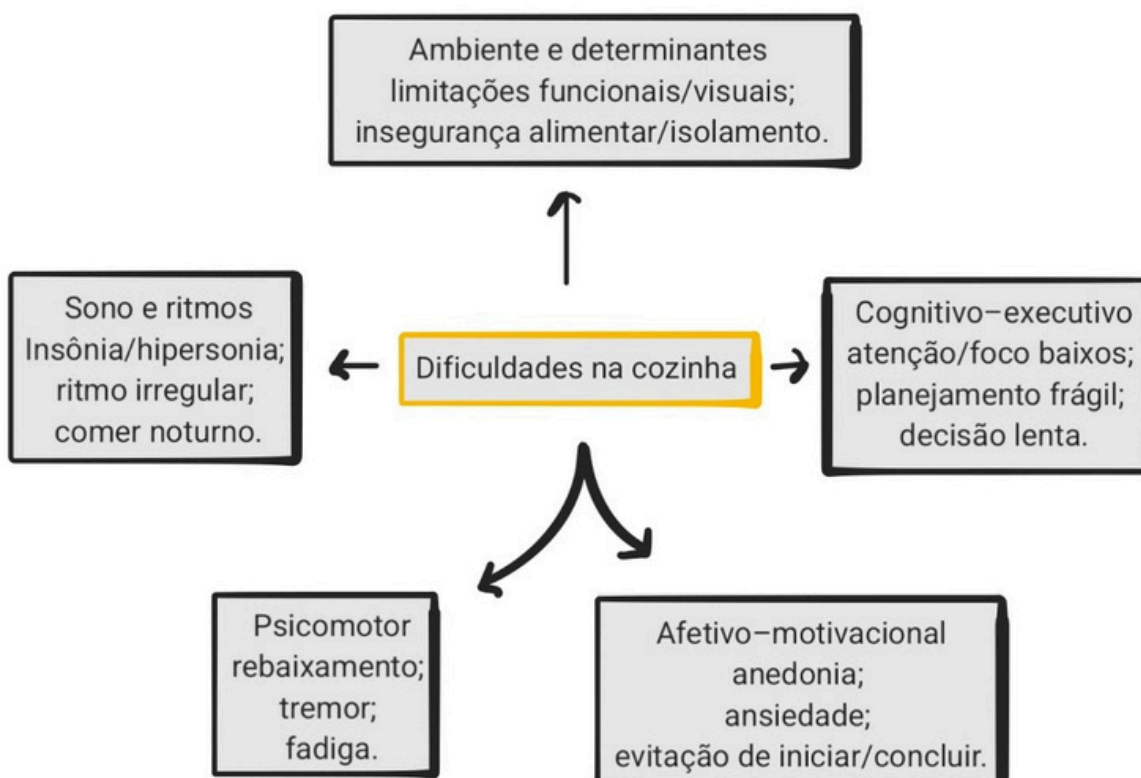 Ambiente e determinantes
limitações funcionais/visuais;
insegurança alimentar/isolamento.
Sono e ritmos
Insônia/hipersonia;
ritmo irregular;
comer noturno.
Dificuldades na cozinha
Cognitivo–executivo
atenção/foco baixos;
planejamento frágil;
decisão lenta.
Psicomotor
rebaixamento;
tremor;
fadiga.
Afetivo–motivacional
anedonia;
ansiedade;
evitação de iniciar/concluir.